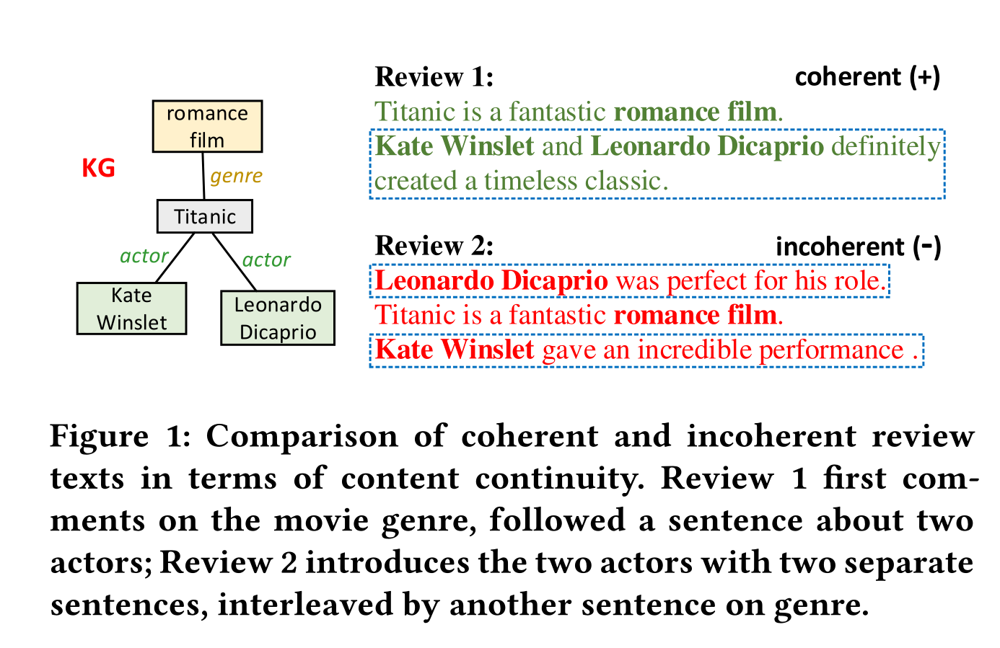 romance
film
KG
genre
Titanic
actor
actor
Kate
Winslet
Leonardo
Dicaprio
Review 1:
coherent (+)
Titanic is a fantastic romance film.
Kate Winslet and Leonardo Dicaprio definitely
created a timeless classic.
Review 2:
incoherent (-)
Leonardo Dicaprio was perfect for his role.
Titanic is a fantastic romance film.
Kate Winslet gave an incredible performance .
Figure 1: Comparison of coherent and incoherent review
texts in terms of content continuity. Review 1 first com-
ments on the movie genre, followed a sentence about two
actors; Review 2 introduces the two actors with two separate
sentences, interleaved by another sentence on genre.